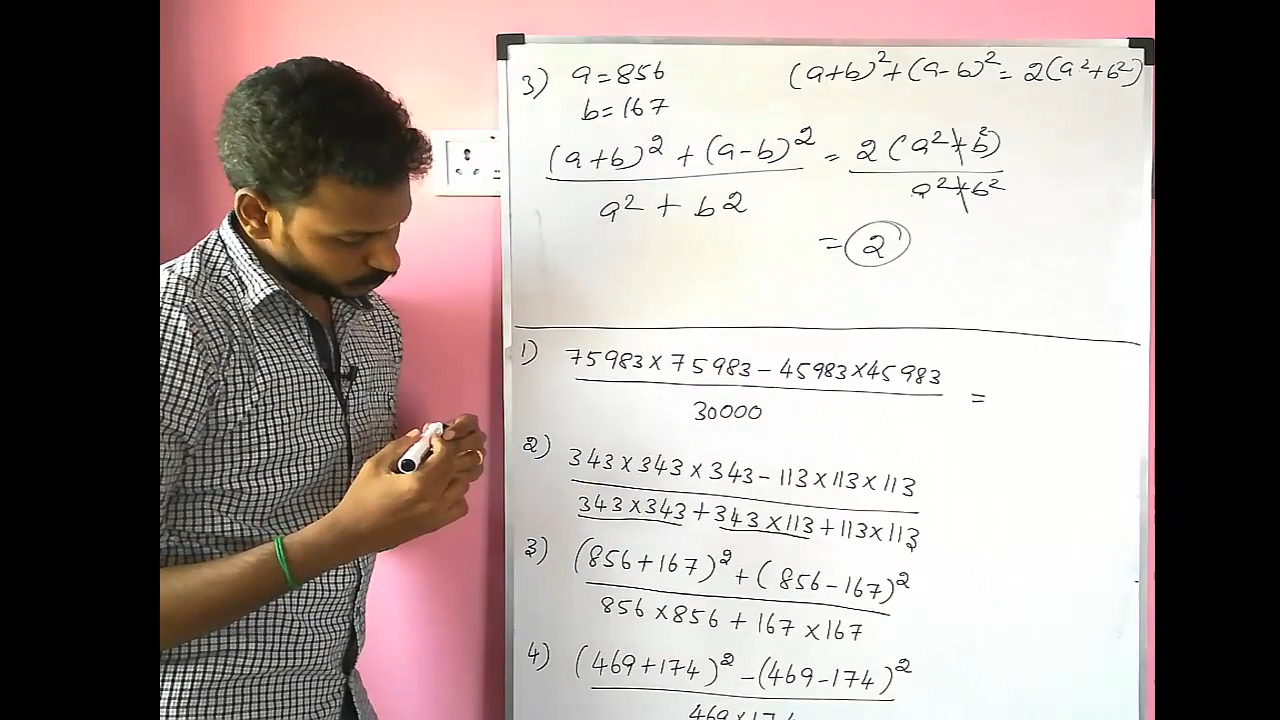 3) a=856
b=167
(a+b)²+(a-b)²=2(a²+b²)
(a+b)²+(a-b)² = 2(a²+b²)
a²+b2 a²+b²
= 2
1) 75983×75983-45983×45983 =
30000
2) 343×343×343-113×113×113
343×343+343×113+113×113
3) (856+167)²+(856-167)²
856×856+167×167
4) (469+174)²-(469-174)²
469×174